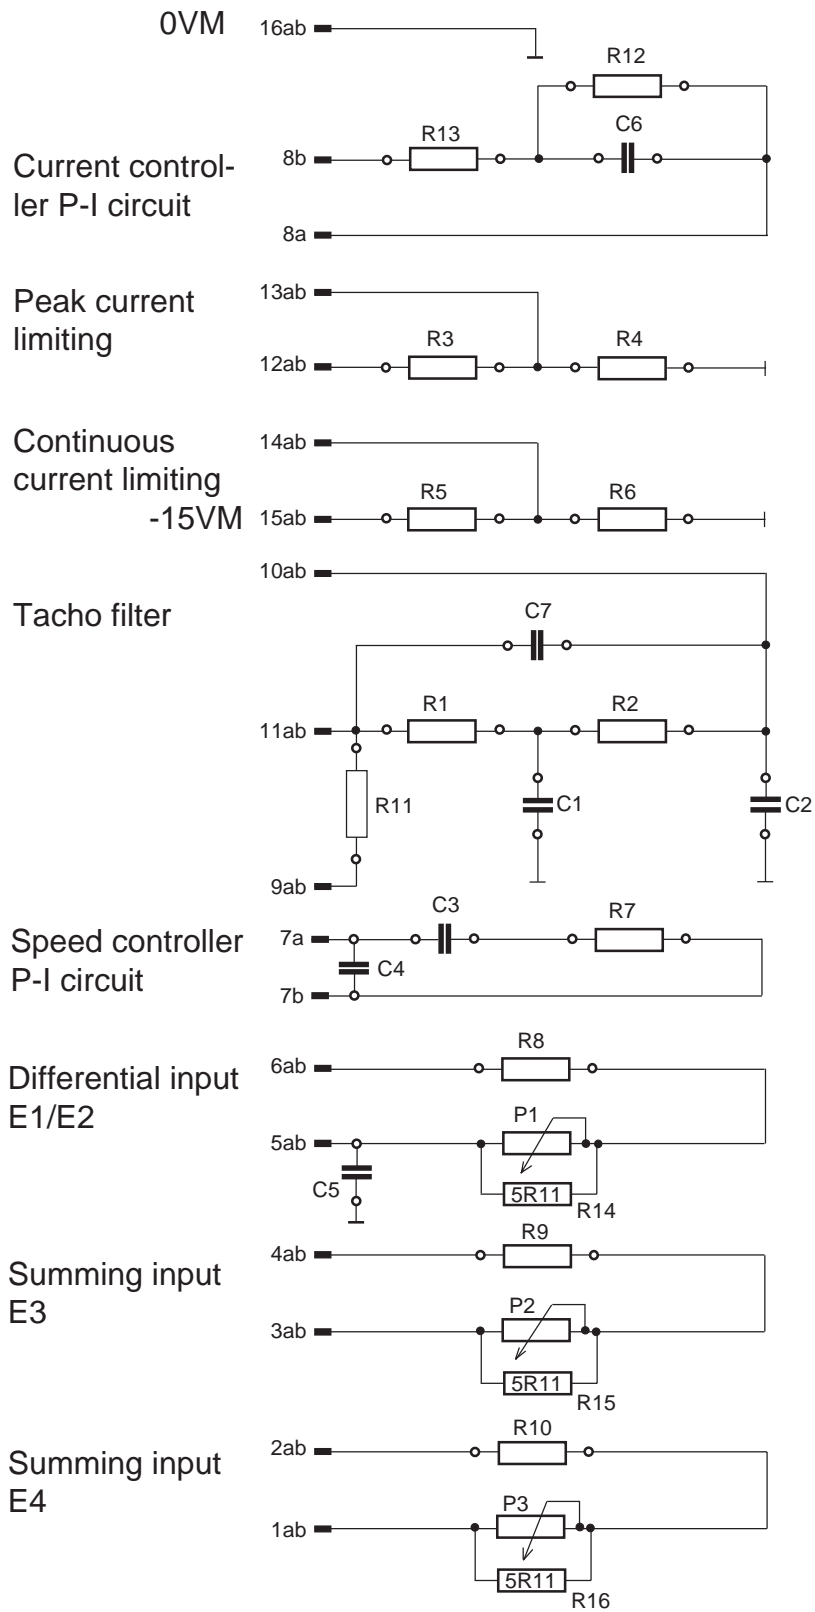 0VM 16ab
R12
R13 C6
Current control-
ler P-I circuit
8b
8a
Peak current
limiting
13ab
R3 R4
12ab
Continuous
current limiting
14ab
R5 R6
-15VM 15ab
10ab
Tacho filter
C7
R1 R2
11ab
R11 C1 C2
9ab
C3 R7
Speed controller
P-I circuit
7a
C4
7b
R8
6ab
Differential input
E1/E2
P1
5ab
C5 5R11 R14
R9
4ab
Summing input
E3
P2
3ab
5R11 R15
R10
2ab
Summing input
E4
P3
1ab
5R11 R16